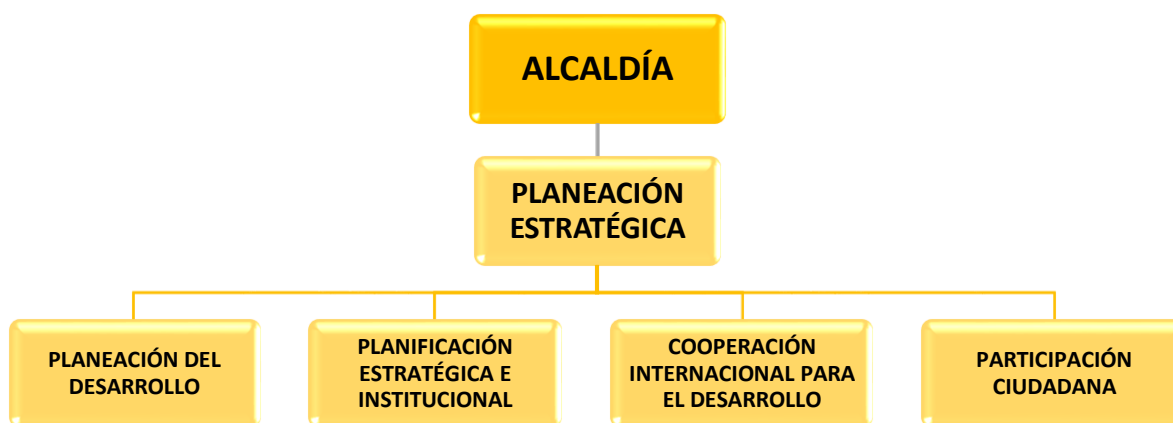 ALCALDÍA
PLANEACIÓN
ESTRATÉGICA
PLANEACIÓN DEL
DESARROLLO
PLANIFICACIÓN
ESTRATÉGICA E
INSTITUCIONAL
COOPERACIÓN
INTERNACIONAL PARA
EL DESARROLLO
PARTICIPACIÓN
CIUDADANA